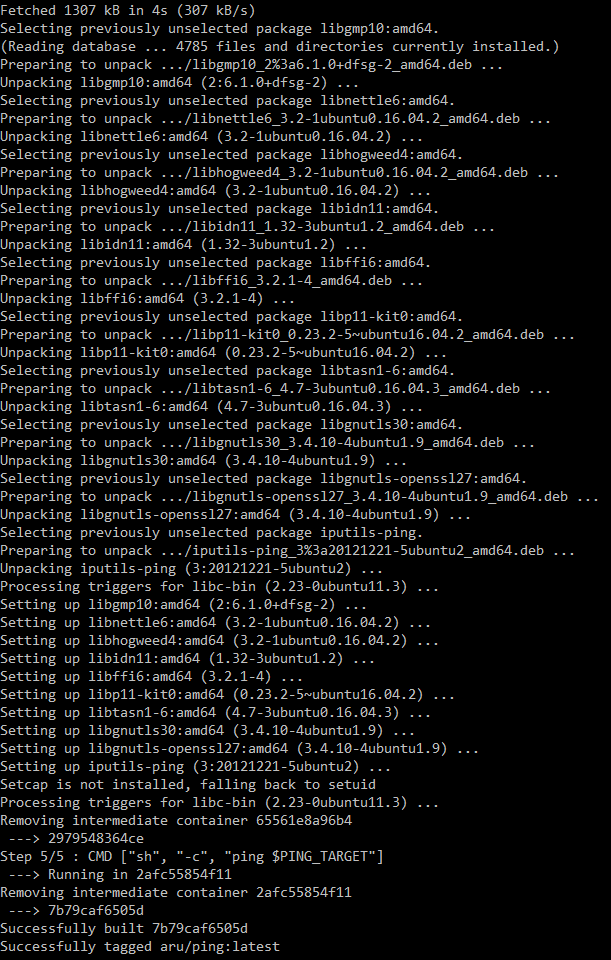 Fetched 1307 kB in 4s (307 kB/s)
Selecting previously unselected package libgmp10:amd64.
(Reading database ... 4785 files and directories currently installed.)
Preparing to unpack .../libgmp10_2%3a6.1.0+dfsg-2_amd64.deb ...
Unpacking libgmp10:amd64 (2:6.1.0+dfsg-2) ...
Selecting previously unselected package libnettle6:amd64.
Preparing to unpack .../libnettle6_3.2-1ubuntu0.16.04.2_amd64.deb ...
Unpacking libnettle6:amd64 (3.2-1ubuntu0.16.04.2) ...
Selecting previously unselected package libhogweed4:amd64.
Preparing to unpack .../libhogweed4_3.2-1ubuntu0.16.04.2_amd64.deb ...
Unpacking libhogweed4:amd64 (3.2-1ubuntu0.16.04.2) ...
Selecting previously unselected package libidn11:amd64.
Preparing to unpack .../libidn11_1.32-3ubuntu1.2_amd64.deb ...
Unpacking libidn11:amd64 (1.32-3ubuntu1.2) ...
Selecting previously unselected package libffi6:amd64.
Preparing to unpack .../libffi6_3.2.1-4_amd64.deb ...
Unpacking libffi6:amd64 (3.2.1-4) ...
Selecting previously unselected package libp11-kit0:amd64.
Preparing to unpack .../libp11-kit0_0.23.2-5~ubuntu16.04.2_amd64.deb ...
Unpacking libp11-kit0:amd64 (0.23.2-5~ubuntu16.04.2) ...
Selecting previously unselected package libtasn1-6:amd64.
Preparing to unpack .../libtasn1-6_4.7-3ubuntu0.16.04.3_amd64.deb ...
Unpacking libtasn1-6:amd64 (4.7-3ubuntu0.16.04.3) ...
Selecting previously unselected package libgnutls30:amd64.
Preparing to unpack .../libgnutls30_3.4.10-4ubuntu1.9_amd64.deb ...
Unpacking libgnutls30:amd64 (3.4.10-4ubuntu1.9) ...
Selecting previously unselected package libgnutls-openssl27:amd64.
Preparing to unpack .../libgnutls-openssl27_3.4.10-4ubuntu1.9_amd64.deb ...
Unpacking libgnutls-openssl27:amd64 (3.4.10-4ubuntu1.9) ...
Selecting previously unselected package iputils-ping.
Preparing to unpack .../iputils-ping_3%3a20121221-5ubuntu2_amd64.deb ...
Unpacking iputils-ping (3:20121221-5ubuntu2) ...
Processing triggers for libc-bin (2.23-0ubuntu11.3) ...
Setting up libgmp10:amd64 (2:6.1.0+dfsg-2) ...
Setting up libnettle6:amd64 (3.2-1ubuntu0.16.04.2) ...
Setting up libhogweed4:amd64 (3.2-1ubuntu0.16.04.2) ...
Setting up libidn11:amd64 (1.32-3ubuntu1.2) ...
Setting up libffi6:amd64 (3.2.1-4) ...
Setting up libp11-kit0:amd64 (0.23.2-5~ubuntu16.04.2) ...
Setting up libtasn1-6:amd64 (4.7-3ubuntu0.16.04.3) ...
Setting up libgnutls30:amd64 (3.4.10-4ubuntu1.9) ...
Setting up libgnutls-openssl27:amd64 (3.4.10-4ubuntu1.9) ...
Setting up iputils-ping (3:20121221-5ubuntu2) ...
Setcap is not installed, falling back to setuid
Processing triggers for libc-bin (2.23-0ubuntu11.3) ...
Removing intermediate container 65561e8a96b4
 ---> 2979548364ce
Step 5/5 : CMD ["sh", "-c", "ping $PING_TARGET"]
 ---> Running in 2afc55854f11
Removing intermediate container 2afc55854f11
 ---> 7b79caf6505d
Successfully built 7b79caf6505d
Successfully tagged aru/ping:latest